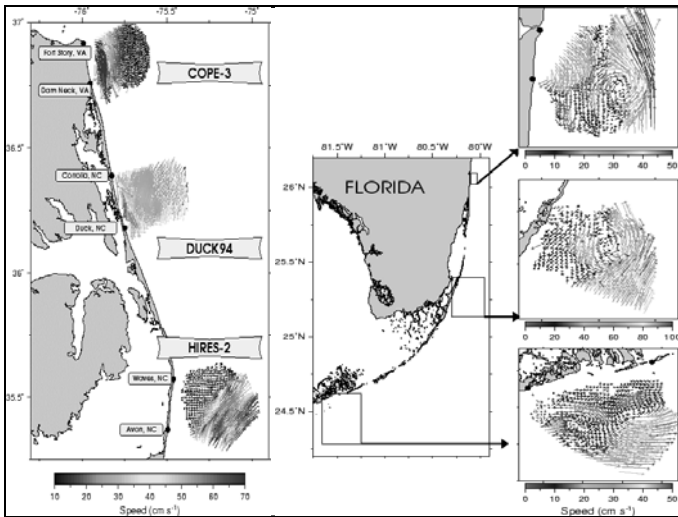 -76 -75.5 -75
37°
Fort Story, VA
COPE-3
Dam Neck, VA
36.5°
Corolla, NC
Duck, NC
DUCK94
36°
HIRES-2
Waves, NC
35.5°
Avon, NC
10 20 30 40 50 60 70
Speed (cm s⁻¹)
81.5°W 81°W 80.5°W 80°W
26°N
FLORIDA
25.5°N
25°N
24.5°N
0 10 20 30 40 50
0 20 40 60 80 100
0 10 20 30 40 50
Speed (cm s⁻¹)